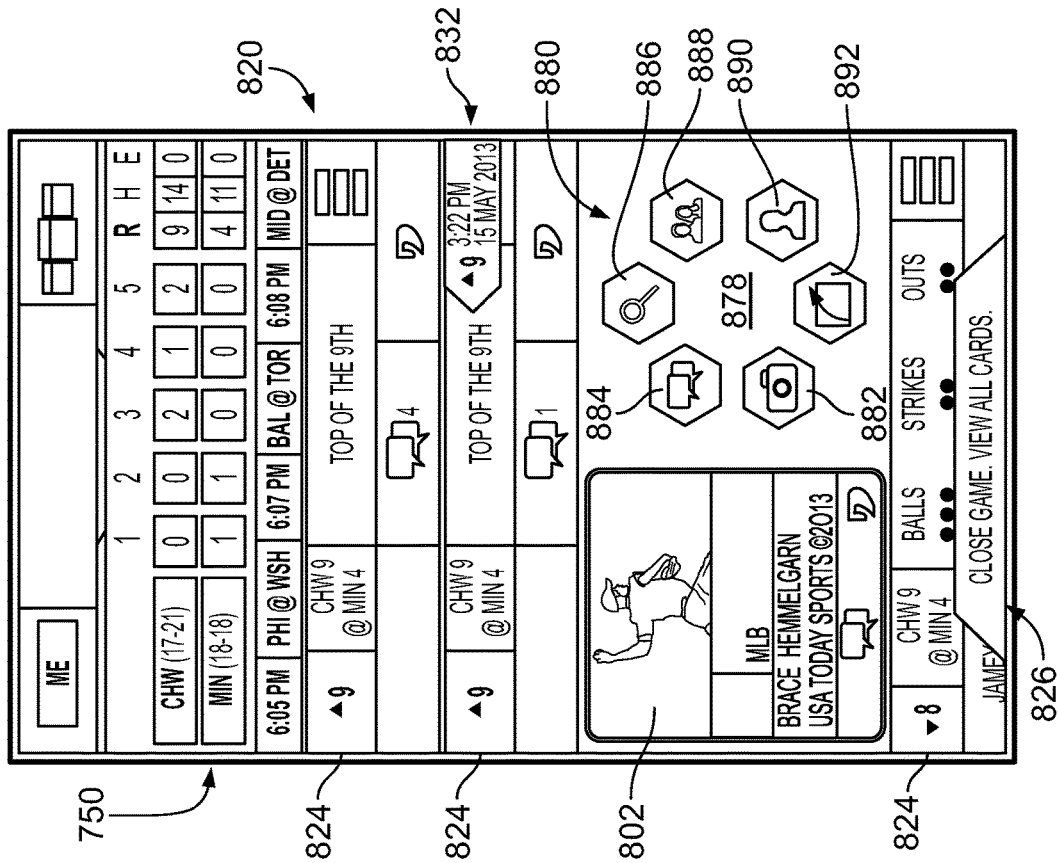 820
832
750
ME
1 2 3 4 5 R H E
CHW (17-21) 0 0 2 1 2 9 14 0
MIN (18-18) 1 1 0 0 0 4 11 0
6:05 PM PHI @ WSH 6:07 PM BAL @ TOR 6:08 PM MID @ DET
824
▲9
CHW 9
@ MIN 4
TOP OF THE 9TH
4
824
▲9
CHW 9
@ MIN 4
TOP OF THE 9TH
▲9 3:22 PM
15 MAY 2013
1
802
MLB
BRACE HEMMELGARN
USA TODAY SPORTS ©2013
884
886
880
888
878
890
882
892
824
▼8
CHW 9
@ MIN 4
BALLS STRIKES OUTS
JAMEY
CLOSE GAME. VIEW ALL CARDS.
826